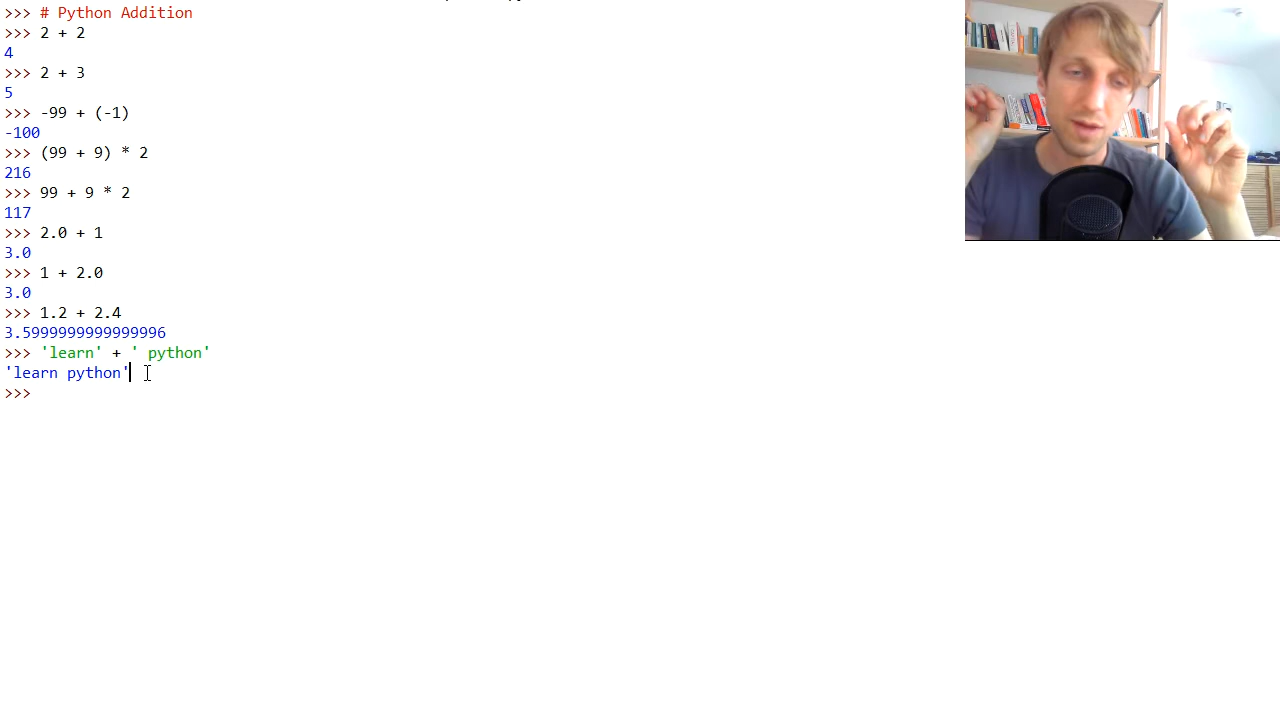 >>> # Python Addition
>>> 2 + 2
4
>>> 2 + 3
5
>>> -99 + (-1)
-100
>>> (99 + 9) * 2
216
>>> 99 + 9 * 2
117
>>> 2.0 + 1
3.0
>>> 1 + 2.0
3.0
>>> 1.2 + 2.4
3.5999999999999996
>>> 'learn' + ' python'
'learn python'
>>>